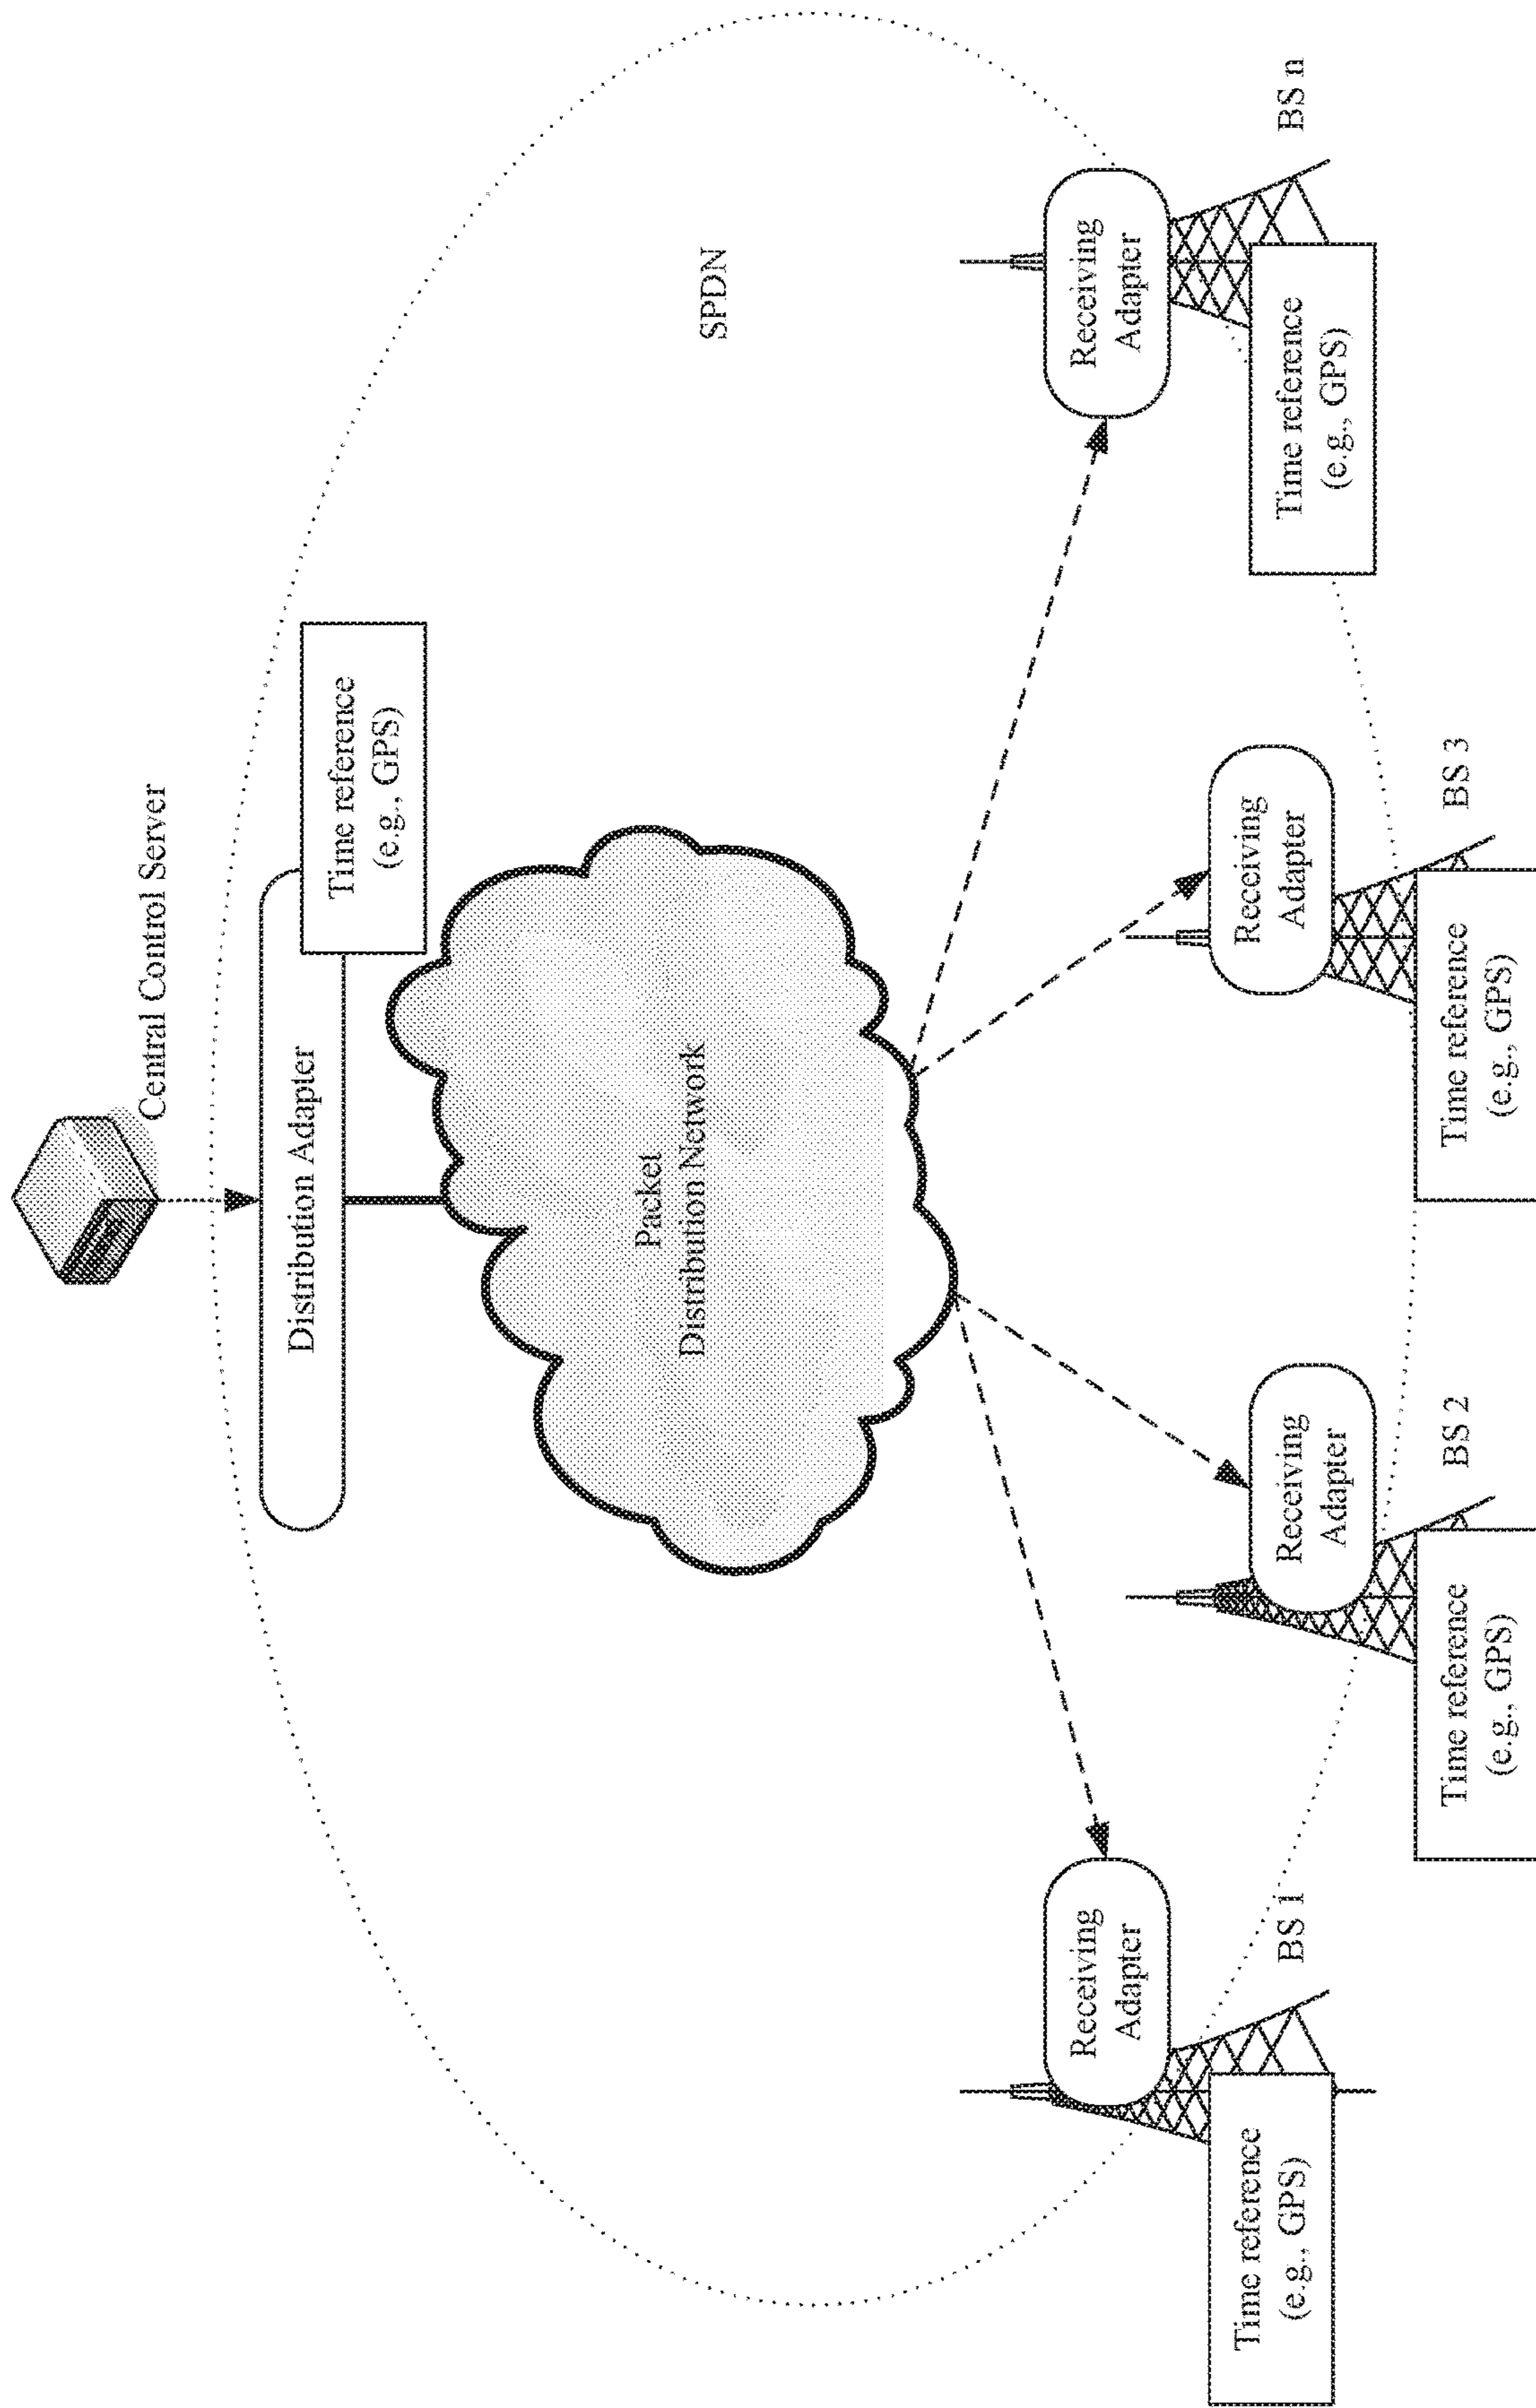 Central Control Server
Distribution Adapter
Time reference
(e.g., GPS)
Packet
Distribution Network
SPDN
Receiving
Adapter
BS 1
Time reference
(e.g., GPS)
Receiving
Adapter
BS 2
Time reference
(e.g., GPS)
Receiving
Adapter
BS 3
Time reference
(e.g., GPS)
Receiving
Adapter
BS n
Time reference
(e.g., GPS)